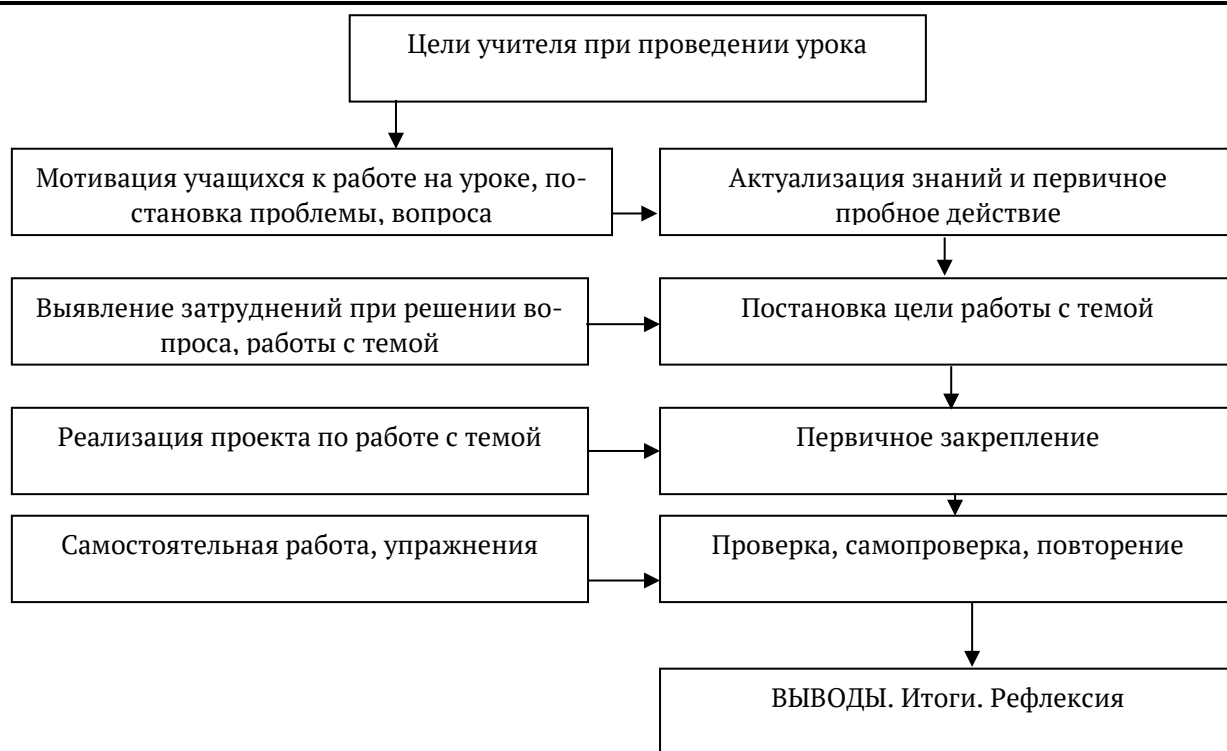 Цели учителя при проведении урока
Мотивация учащихся к работе на уроке, по-
становка проблемы, вопроса
Актуализация знаний и первичное
пробное действие
Выявление затруднений при решении во-
проса, работы с темой
Постановка цели работы с темой
Реализация проекта по работе с темой
Первичное закрепление
Самостоятельная работа, упражнения
Проверка, самопроверка, повторение
ВЫВОДЫ. Итоги. Рефлексия